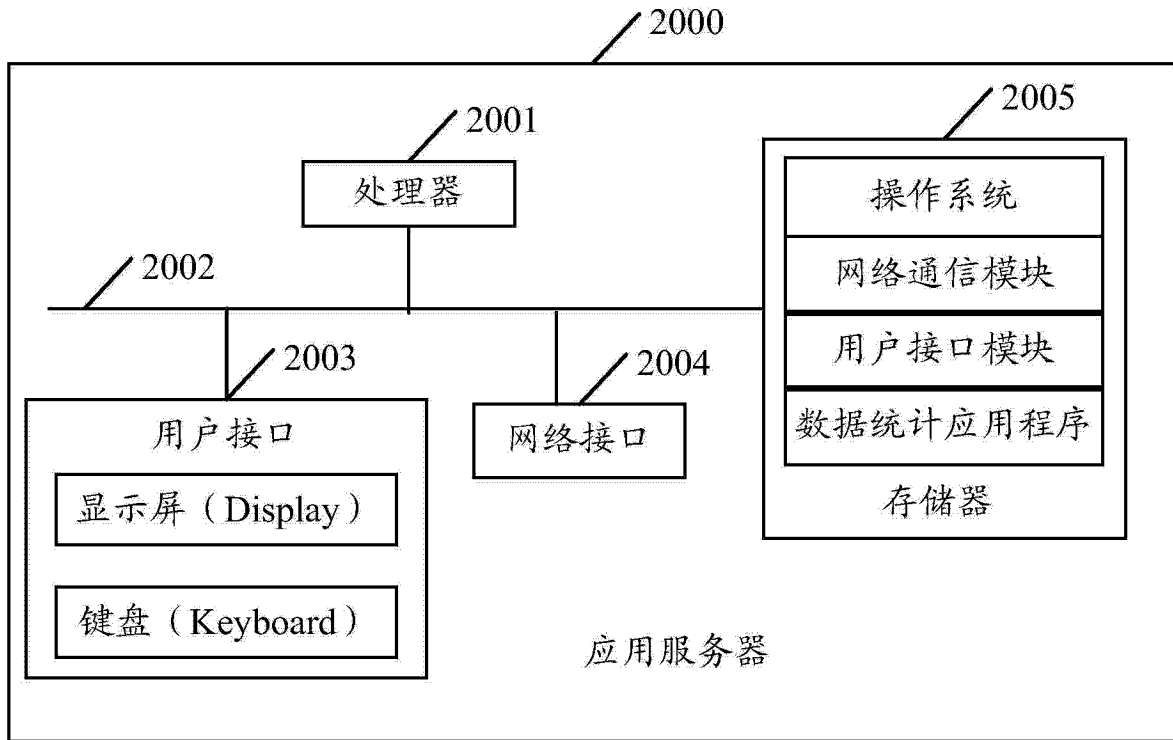 2000
2005
2001
处理器
操作系统
2002
网络通信模块
用户接口模块
2003
2004
数据统计应用程序
用户接口
网络接口
存储器
显示屏（Display）
键盘（Keyboard）
应用服务器